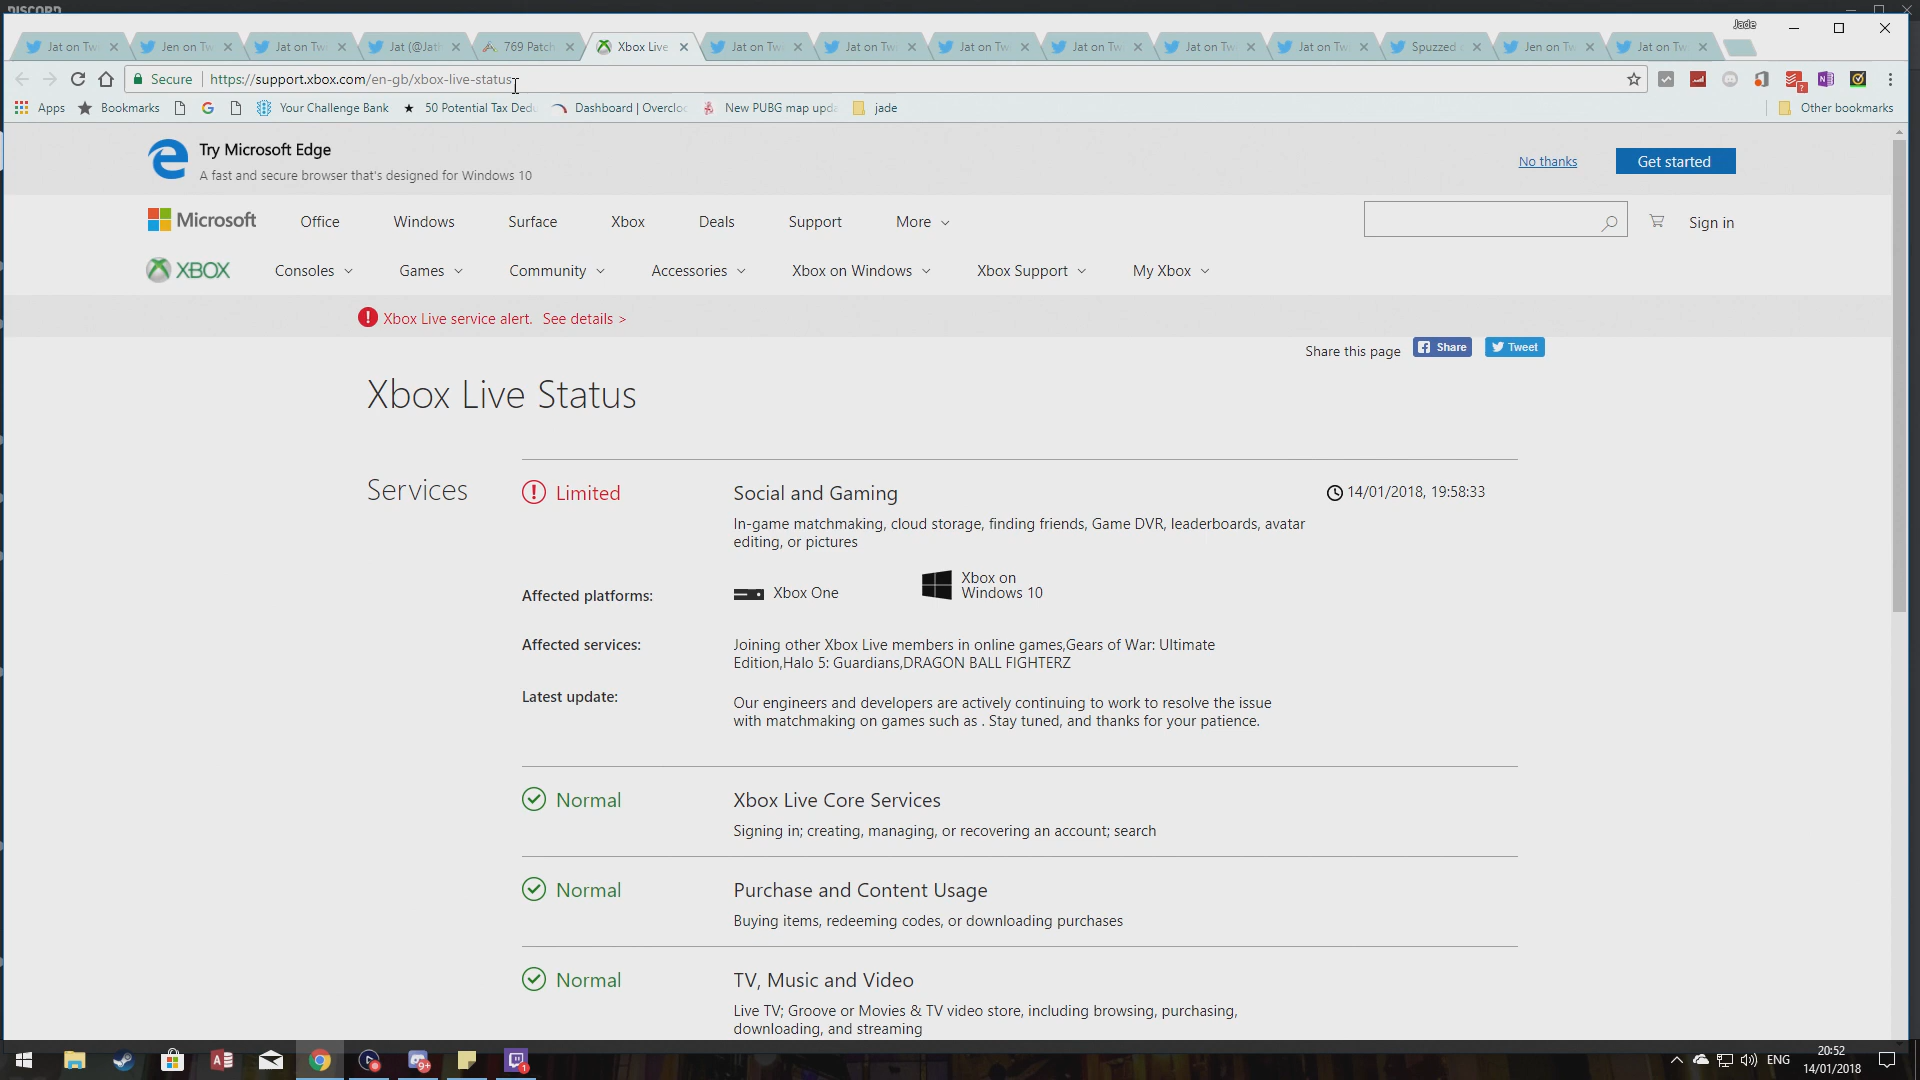 DISCORD
Jade
Jat on Tw
Jen on Tw
Jat on Tw
Jat (@Jath
769 Patch
Xbox Live
Jat on Tw
Jat on Tw
Jat on Tw
Jat on Tw
Jat on Tw
Jat on Tw
Spuzzed
Jen on Tw
Jat on Tw
Secure
https://support.xbox.com/en-gb/xbox-live-status
Apps
Bookmarks
Your Challenge Bank
50 Potential Tax Dedu
Dashboard | Overcloc
New PUBG map upda
jade
Other bookmarks
Try Microsoft Edge
A fast and secure browser that's designed for Windows 10
No thanks
Get started
Microsoft
Office
Windows
Surface
Xbox
Deals
Support
More
Sign in
XBOX
Consoles
Games
Community
Accessories
Xbox on Windows
Xbox Support
My Xbox
Xbox Live service alert. See details >
Share this page
Share
Tweet
Xbox Live Status
Services
Limited
Social and Gaming
14/01/2018, 19:58:33
In-game matchmaking, cloud storage, finding friends, Game DVR, leaderboards, avatar
editing, or pictures
Affected platforms:
Xbox One
Xbox on
Windows 10
Affected services:
Joining other Xbox Live members in online games,Gears of War: Ultimate
Edition,Halo 5: Guardians,DRAGON BALL FIGHTERZ
Latest update:
Our engineers and developers are actively continuing to work to resolve the issue
with matchmaking on games such as . Stay tuned, and thanks for your patience.
Normal
Xbox Live Core Services
Signing in; creating, managing, or recovering an account; search
Normal
Purchase and Content Usage
Buying items, redeeming codes, or downloading purchases
Normal
TV, Music and Video
Live TV; Groove or Movies & TV video store, including browsing, purchasing,
downloading, and streaming
9+
1
ENG
20:52
14/01/2018